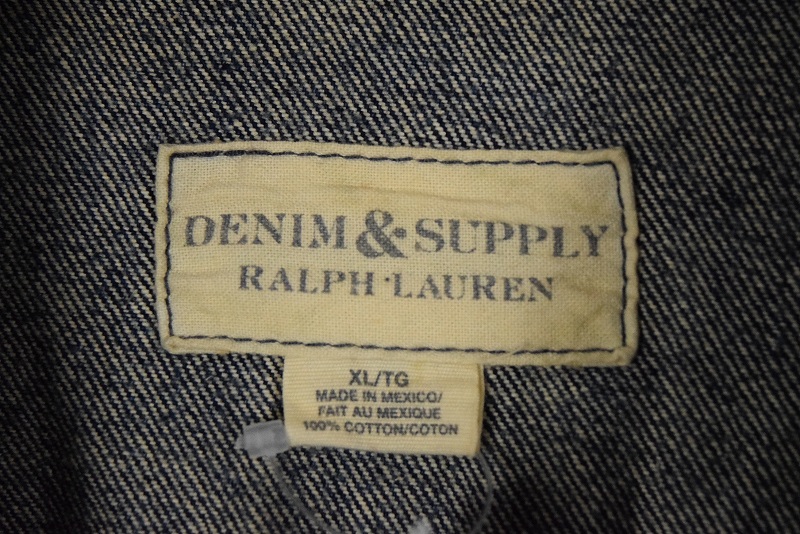 DENIM & SUPPLY
RALPH LAUREN
XL/TG
MADE IN MEXICO/
FAIT AU MEXIQUE
100% COTTON/COTON